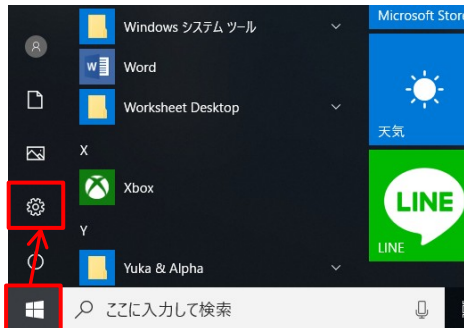 Windows システム ツール
Word
Worksheet Desktop
X
Xbox
Y
Yuka & Alpha
ここに入力して検索
Microsoft Store
天気
LINE
LINE